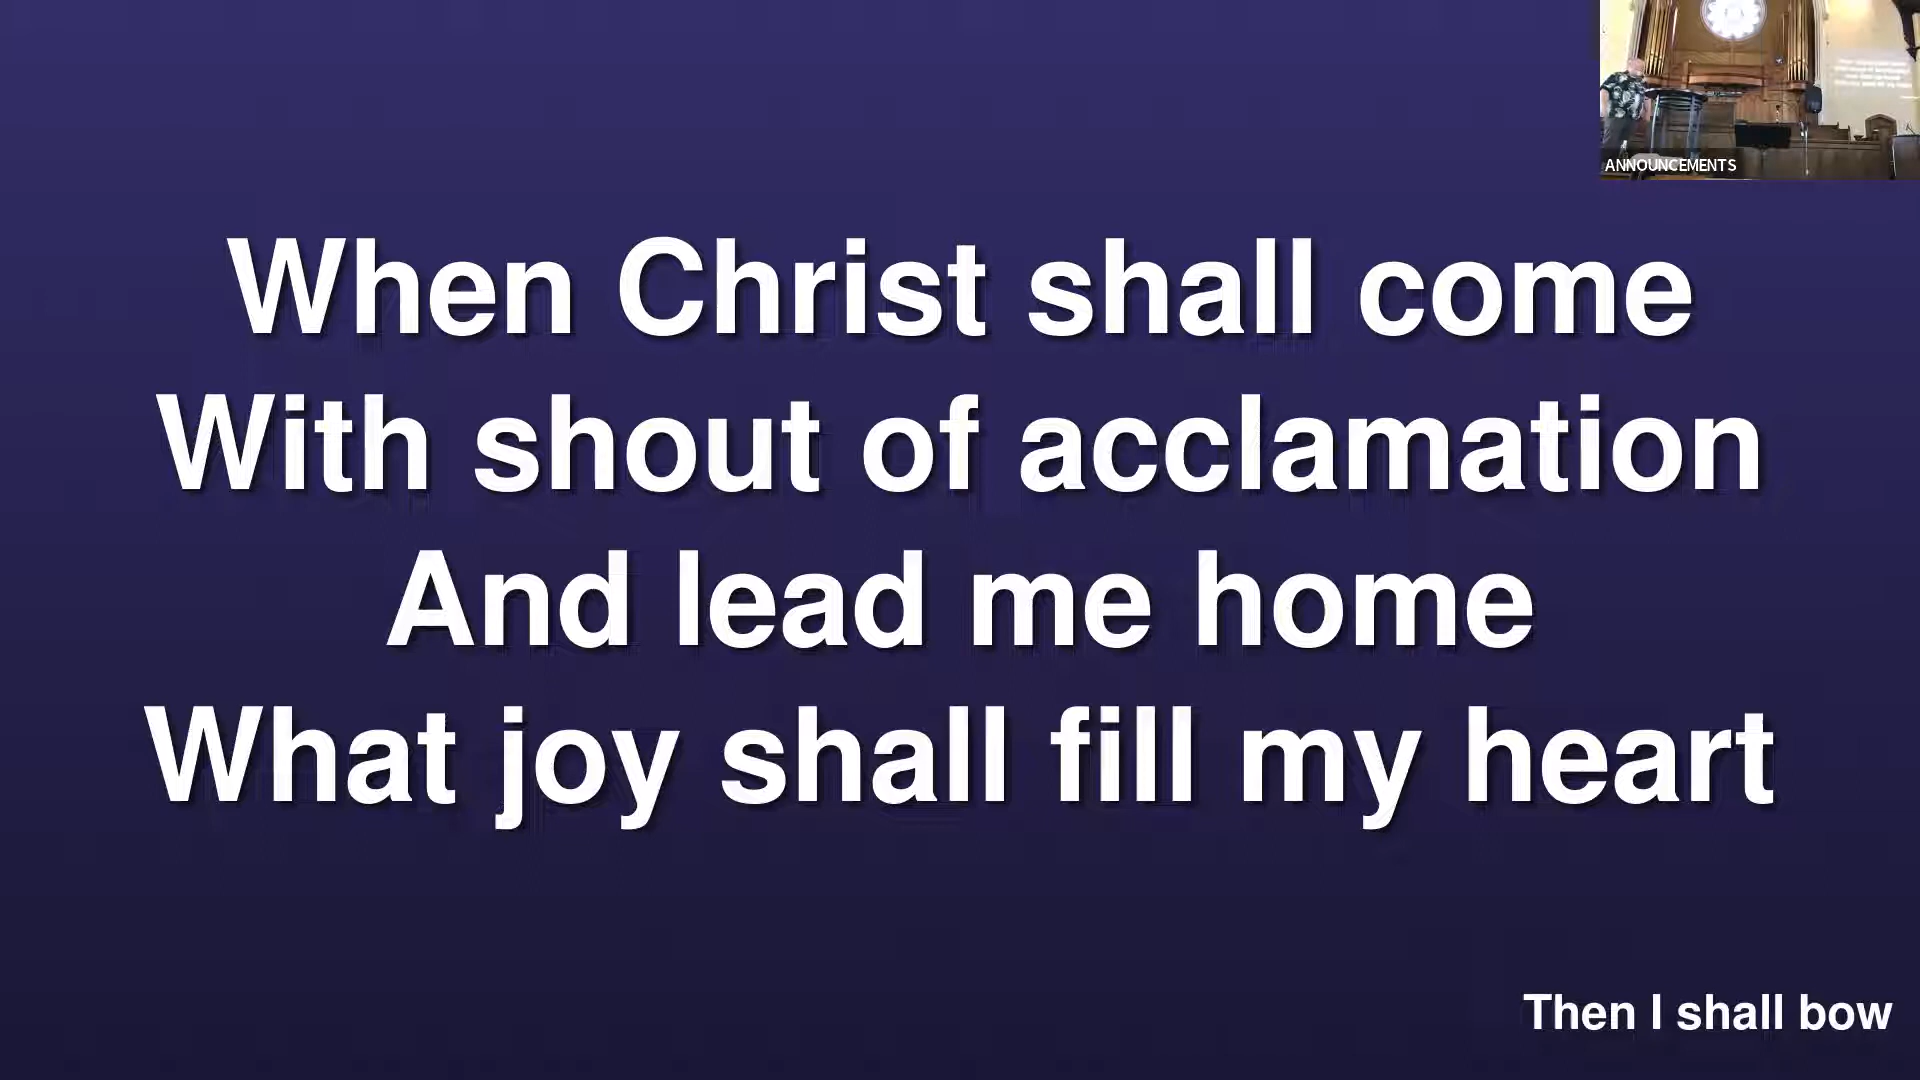 ANNOUNCEMENTS
When Christ shall come
With shout of acclamation
And lead me home
What joy shall fill my heart
Then I shall bow